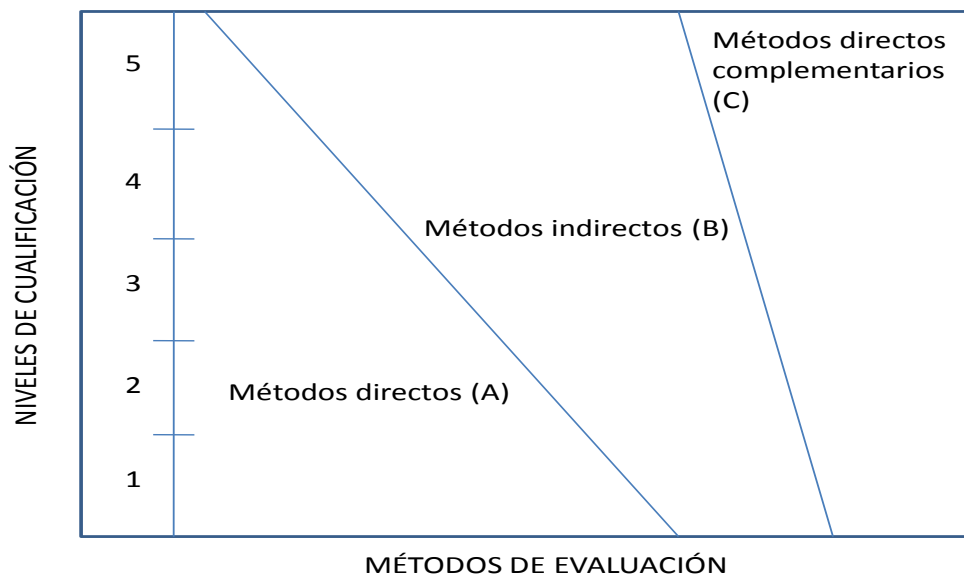 NIVELES DE CUALIFICACIÓN
5
4
3
2
1
Métodos directos
complementarios
(C)
Métodos indirectos (B)
Métodos directos (A)
MÉTODOS DE EVALUACIÓN